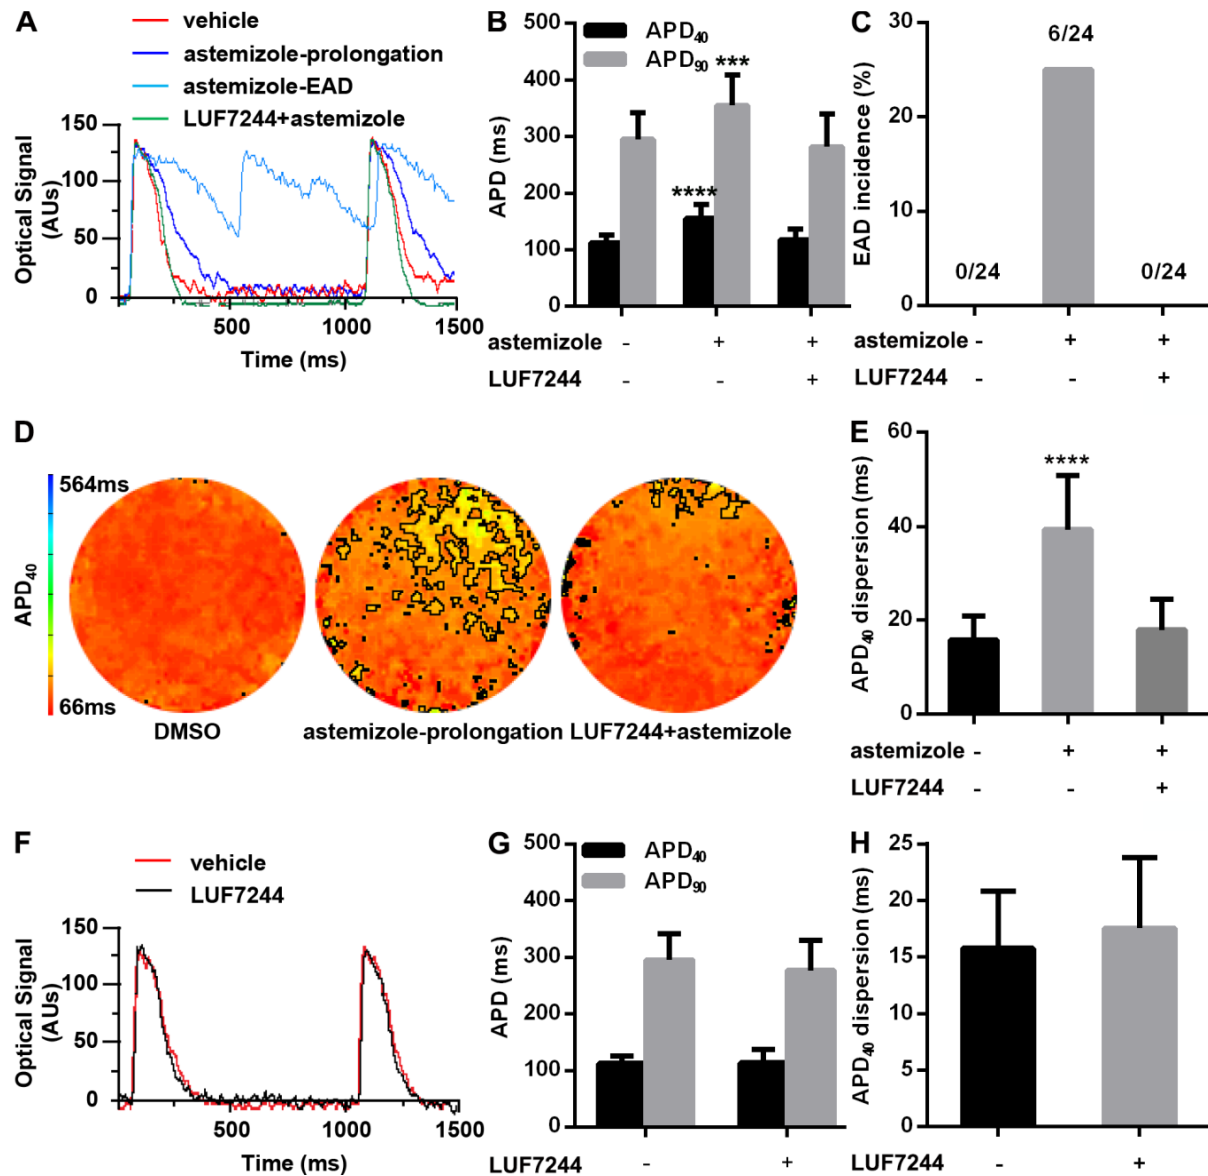 A
vehicle
astemizole-prolongation
astemizole-EAD
LUF7244+astemizole
150
100
50
0
Optical Signal
(AUs)
500
1000
1500
Time (ms)
B
APD40
APD90
500
400
300
200
100
0
APD (ms)
****
***
astemizole - + +
LUF7244 - - +
C
30
20
10
0
EAD incidence (%)
0/24
6/24
0/24
astemizole - + +
LUF7244 - - +
D
564ms
APD40
66ms
DMSO
astemizole-prolongation
LUF7244+astemizole
E
60
40
20
0
APD40 dispersion (ms)
****
astemizole - + +
LUF7244 - - +
F
vehicle
LUF7244
150
100
50
0
Optical Signal
(AUs)
500
1000
1500
Time (ms)
G
APD40
APD90
500
400
300
200
100
0
APD (ms)
LUF7244 - +
H
25
20
15
10
5
0
APD40 dispersion (ms)
LUF7244 - +